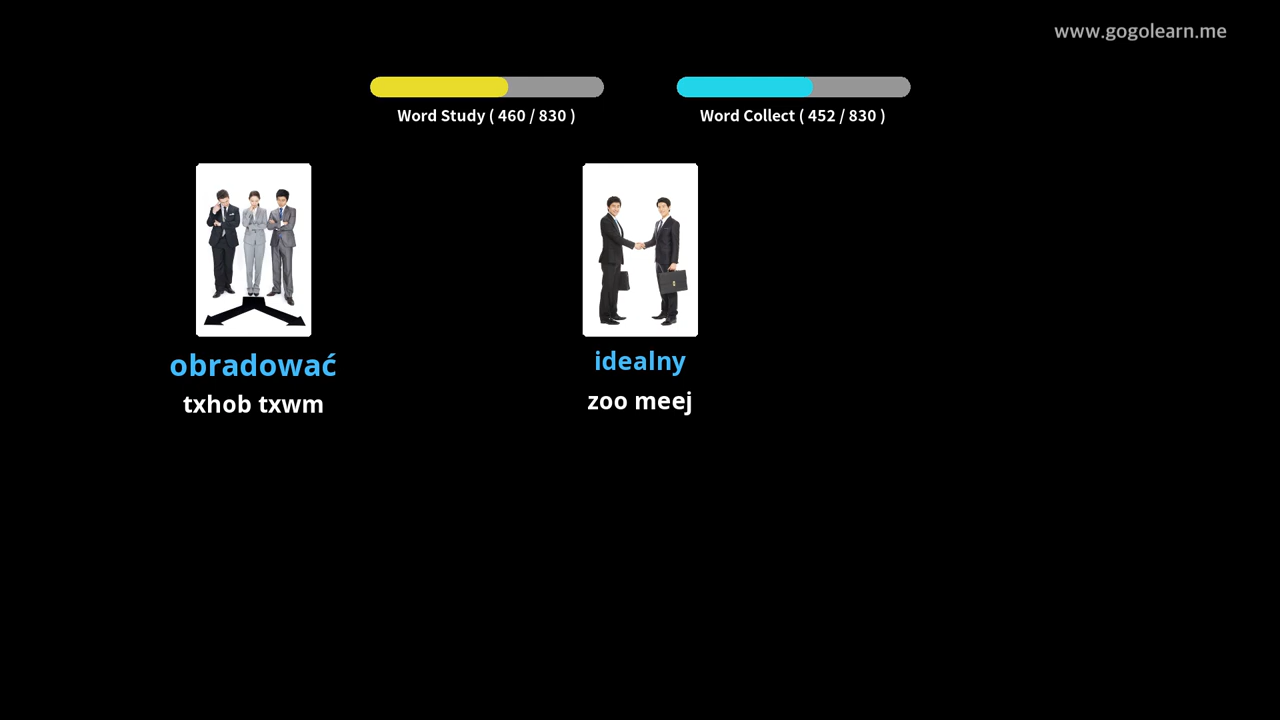 www.gogolearn.me
Word Study ( 460 / 830 )
Word Collect ( 452 / 830 )
obradować
txhob txwm
idealny
zoo meej